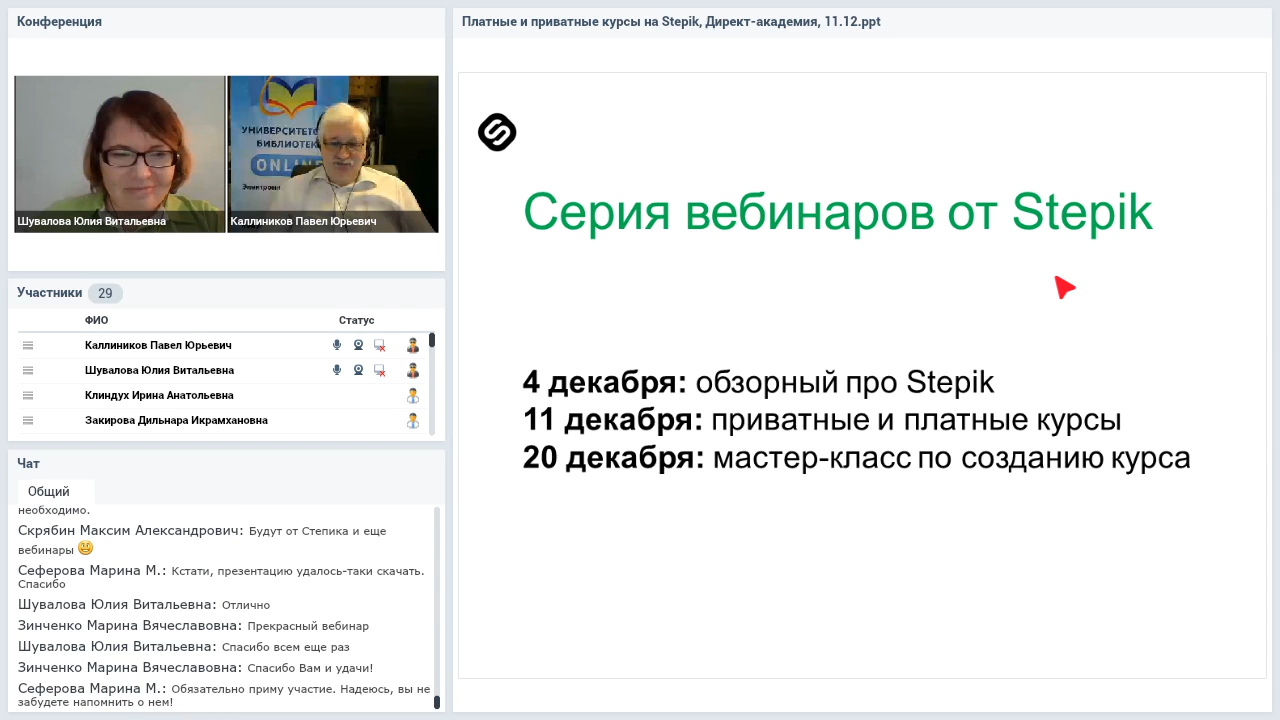 Конференция
УНИВЕРСИТЕТС
БИБЛИОТЕК
ONLINE
Шувалова Юлия Витальевна
Каллиников Павел Юрьевич
Участники 29
ФИО Статус
Каллиников Павел Юрьевич
Шувалова Юлия Витальевна
Клиндух Ирина Анатольевна
Закирова Дильнара Икрамхановна
Чат
Общий
необходимо.
Скрябин Максим Александрович: Будут от Степика и еще
вебинары
Сеферова Марина М.: Кстати, презентацию удалось-таки скачать.
Спасибо
Шувалова Юлия Витальевна: Отлично
Зинченко Марина Вячеславовна: Прекрасный вебинар
Шувалова Юлия Витальевна: Спасибо всем еще раз
Зинченко Марина Вячеславовна: Спасибо Вам и удачи!
Сеферова Марина М.: Обязательно приму участие. Надеюсь, вы не
забудете напомнить о нем!
Платные и приватные курсы на Stepik, Директ-академия, 11.12.ppt
Серия вебинаров от Stepik
4 декабря: обзорный про Stepik
11 декабря: приватные и платные курсы
20 декабря: мастер-класс по созданию курса